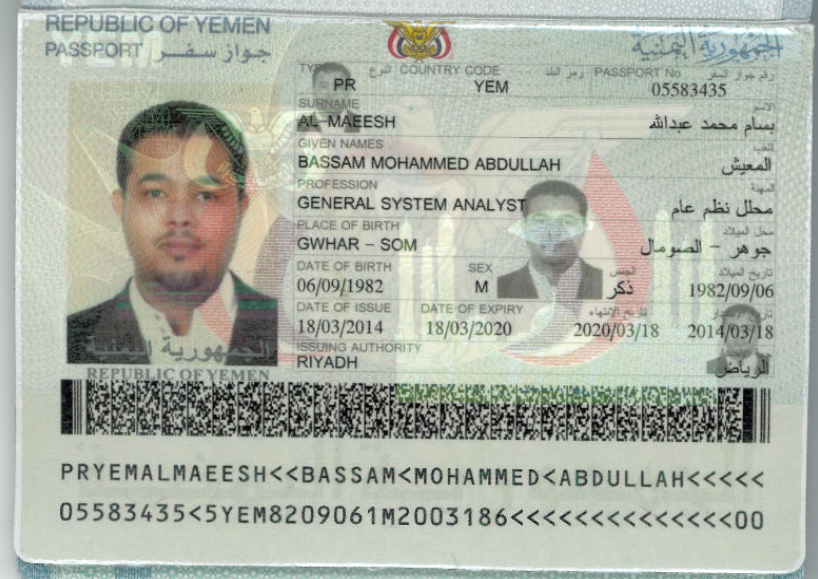 REPUBLIC OF YEMEN
الجمهورية اليمنية
PASSPORT جواز سفر
TYPE النوع COUNTRY CODE رمز البلد PASSPORT No رقم جواز السفر
PR YEM 05583435
SURNAME الاسم
AL-MAEESH بسام محمد عبدالله
GIVEN NAMES اللقب
BASSAM MOHAMMED ABDULLAH المعيش
PROFESSION المهنة
GENERAL SYSTEM ANALYST محلل نظم عام
PLACE OF BIRTH محل الميلاد
GWHAR – SOM جوهر – الصومال
DATE OF BIRTH SEX الجنس تاريخ الميلاد
06/09/1982 M ذكر 1982/09/06
DATE OF ISSUE DATE OF EXPIRY تاريخ الإنتهاء
18/03/2014 18/03/2020 2020/03/18 2014/03/18
ISSUING AUTHORITY
RIYADH الرياض
الجمهورية اليمنية
REPUBLIC OF YEMEN
PRYEMALMAEESH<<BASSAM<MOHAMMED<ABDULLAH<<<<<
05583435<5YEM8209061M2003186<<<<<<<<<<<<<<00